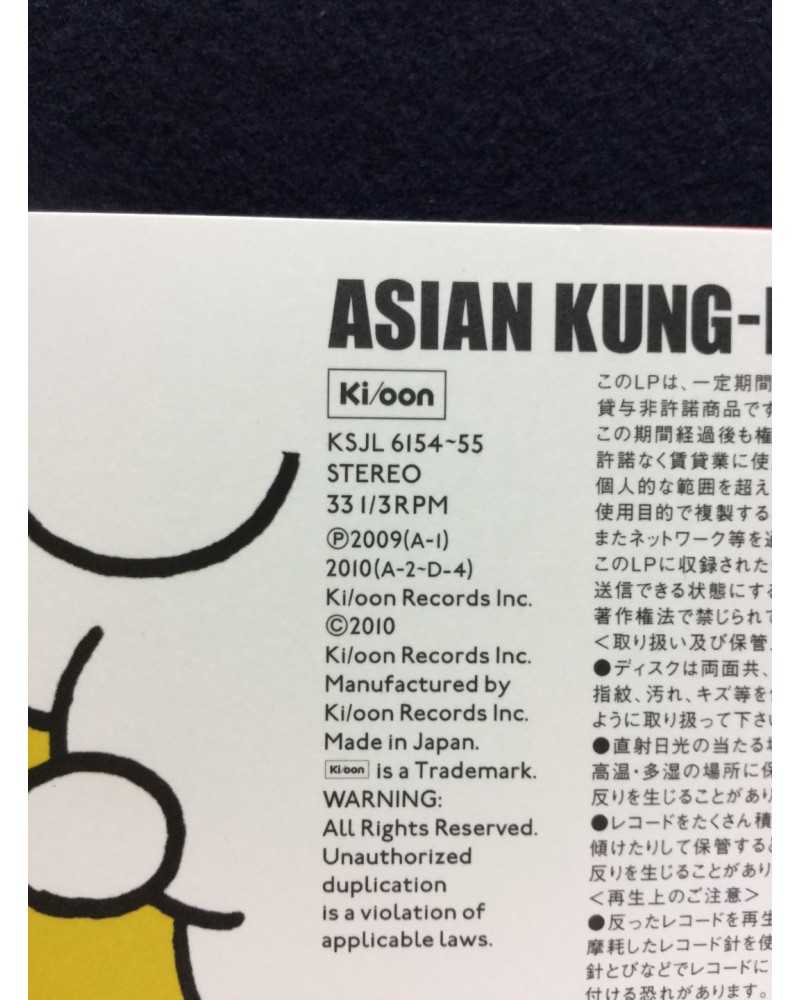 ASIAN KUNG-
Ki/oon
KSJL 6154~55
STEREO
33 1/3 RPM
Ⓟ2009(A-1)
2010(A-2~D-4)
Ki/oon Records Inc.
©2010
Ki/oon Records Inc.
Manufactured by
Ki/oon Records Inc.
Made in Japan.
Ki/oon is a Trademark.
WARNING:
All Rights Reserved.
Unauthorized
duplication
is a violation of
applicable laws.
このLPは、一定期間
貸与非許諾商品です
この期間経過後も権
許諾なく賃貸業に使
個人的な範囲を超え
使用目的で複製する
またネットワーク等を通
このLPに収録された
送信できる状態にする
著作権法で禁じられて
<取り扱い及び保管
●ディスクは両面共、
指紋、汚れ、キズ等を
ように取り扱って下さい
●直射日光の当たる場
高温・多湿の場所に保
反りを生じることがあり
●レコードをたくさん積
傾けたりして保管すると
反りを生じることがあり
<再生上のご注意>
●反ったレコードを再生
摩耗したレコード針を使
針とびなどでレコードに
付ける恐れがあります。